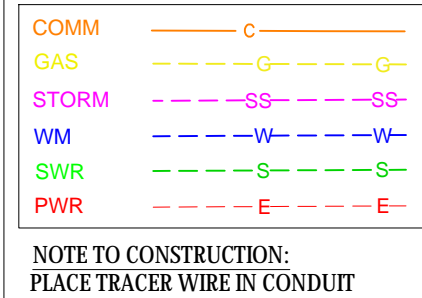 COMM C
GAS G G
STORM SS SS
WM W W
SWR S S
PWR E E
NOTE TO CONSTRUCTION:
PLACE TRACER WIRE IN CONDUIT